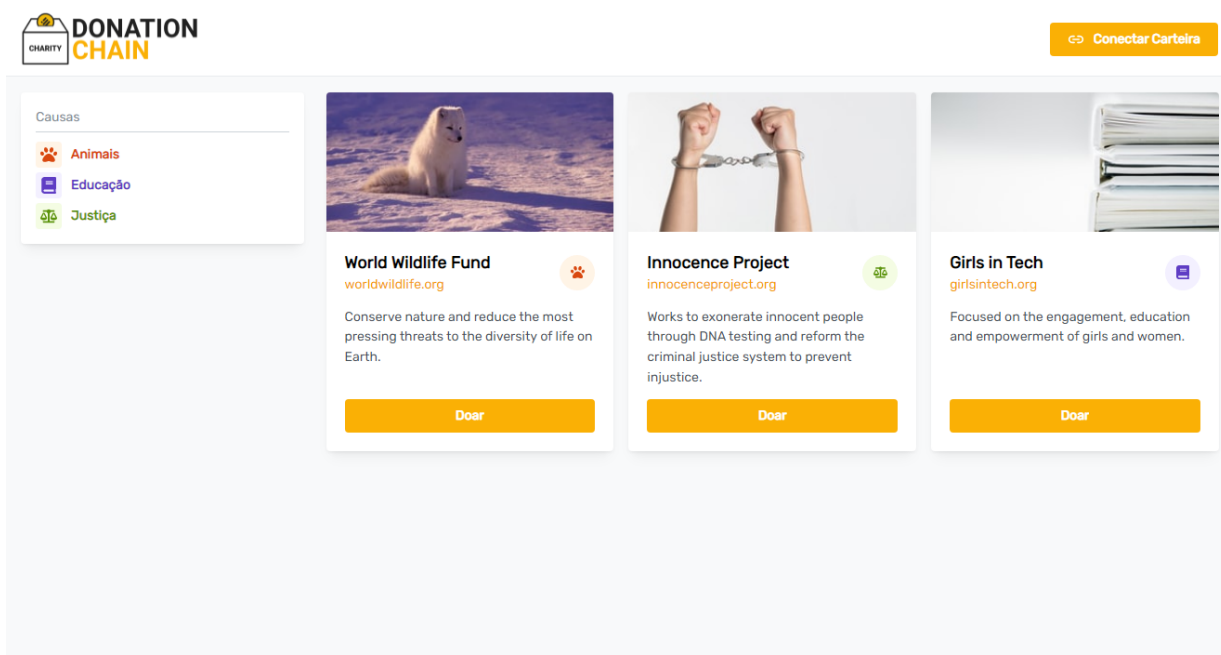 CHARITY
DONATION
CHAIN
Conectar Carteira
Causas
Animais
Educação
Justiça
World Wildlife Fund
worldwildlife.org
Conserve nature and reduce the most
pressing threats to the diversity of life on
Earth.
Doar
Innocence Project
innocenceproject.org
Works to exonerate innocent people
through DNA testing and reform the
criminal justice system to prevent
injustice.
Doar
Girls in Tech
girlsintech.org
Focused on the engagement, education
and empowerment of girls and women.
Doar